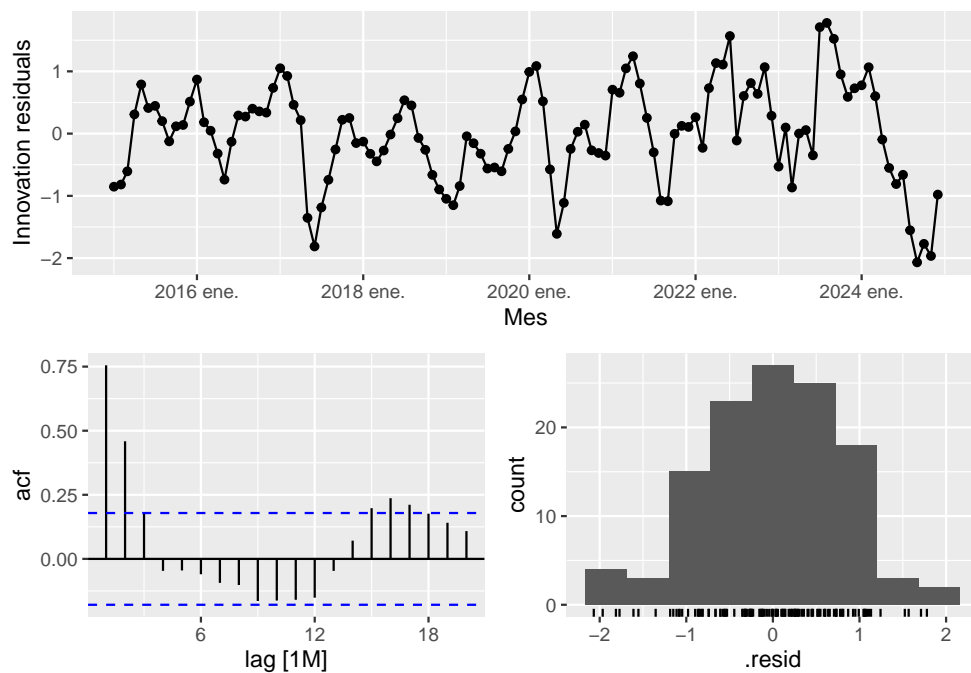 Innovation residuals
1
0
−1
−2
2016 ene.
2018 ene.
2020 ene.
2022 ene.
2024 ene.
Mes
acf
0.75
0.50
0.25
0.00
6
12
18
lag [1M]
count
20
10
0
−2
−1
0
1
2
.resid